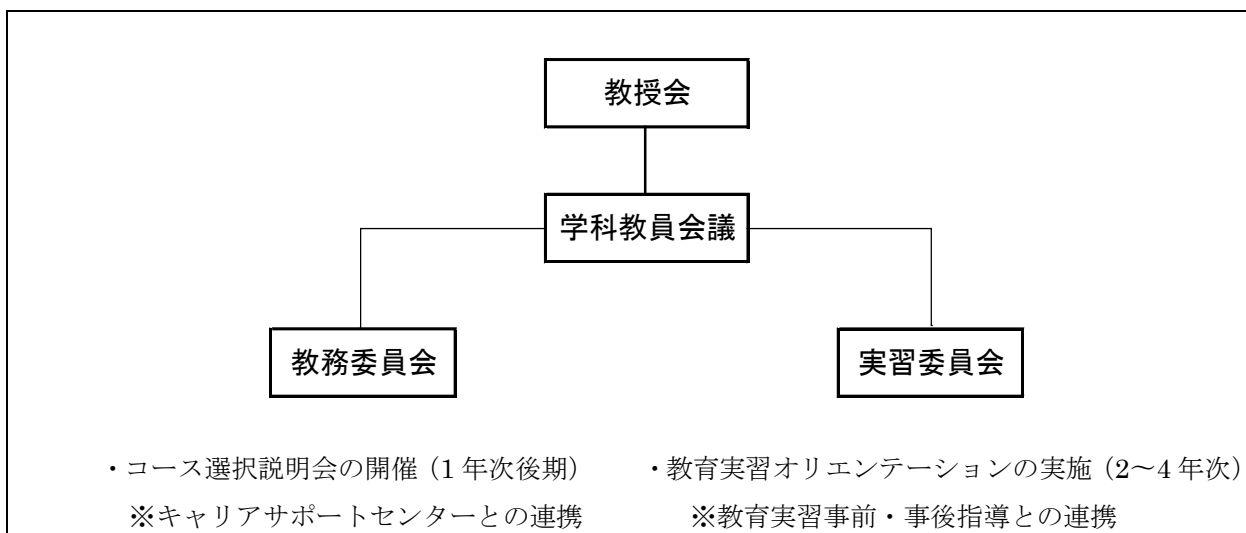 教授会
学科教員会議
教務委員会
実習委員会
・コース選択説明会の開催(1年次後期)
※キャリアサポートセンターとの連携
・教育実習オリエンテーションの実施(2～4年次)
※教育実習事前・事後指導との連携